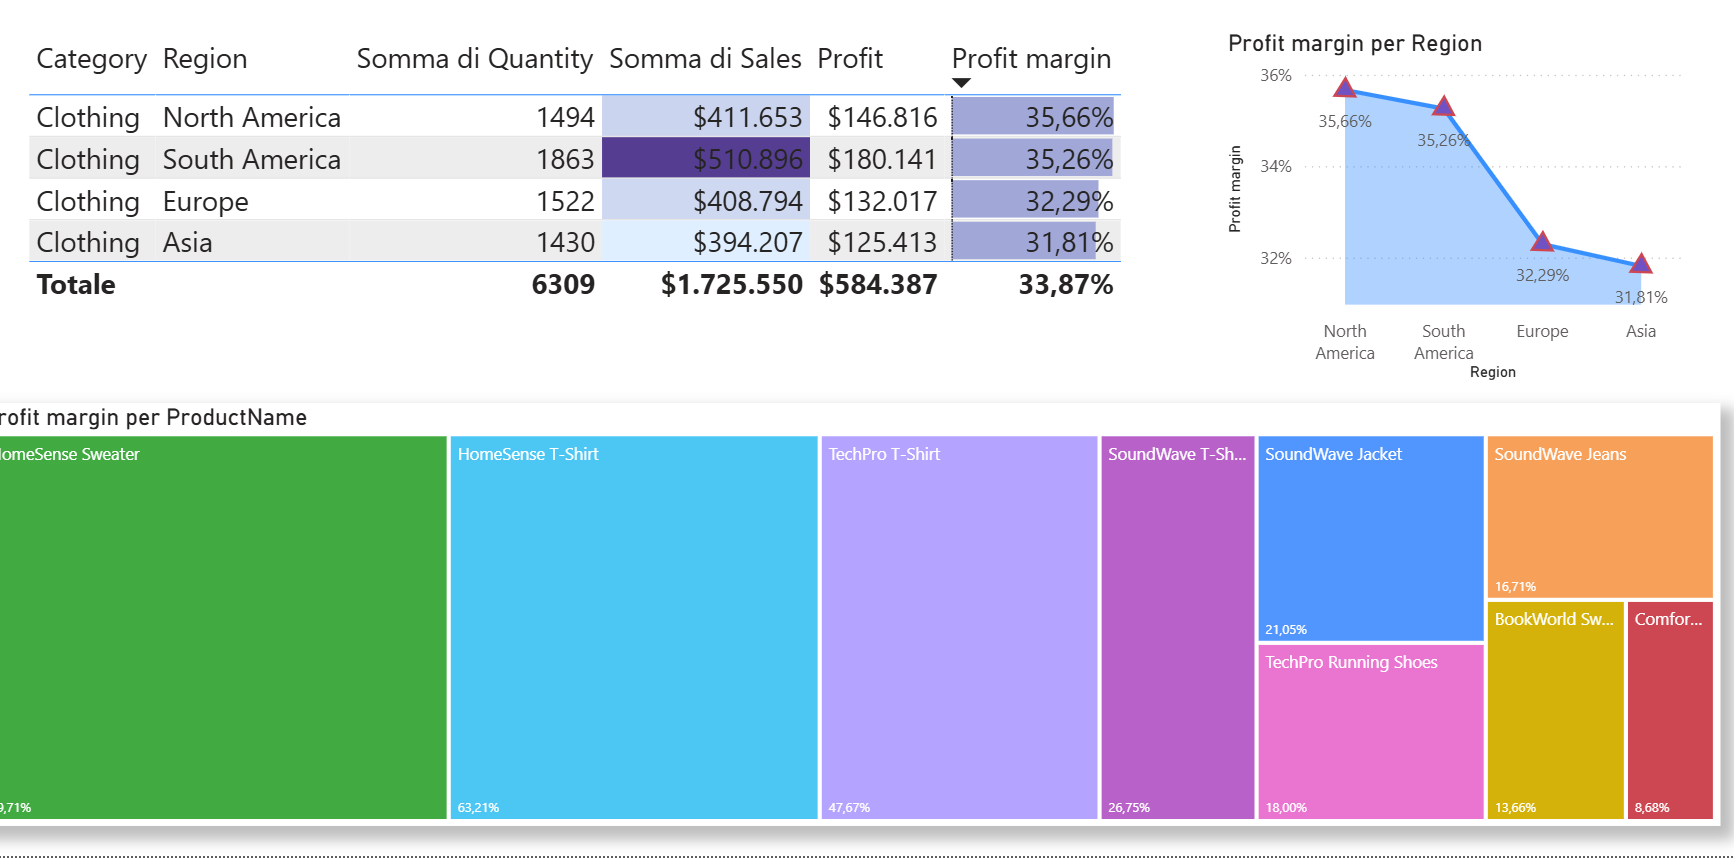 Category Region Somma di Quantity Somma di Sales Profit Profit margin
Clothing North America 1494 $411.653 $146.816 35,66%
Clothing South America 1863 $510.896 $180.141 35,26%
Clothing Europe 1522 $408.794 $132.017 32,29%
Clothing Asia 1430 $394.207 $125.413 31,81%
Totale 6309 $1.725.550 $584.387 33,87%
Profit margin per Region
Profit margin
36%
34%
32%
35,66%
35,26%
32,29%
31,81%
North America
South America
Europe
Asia
Region
rofit margin per ProductName
omeSense Sweater
9,71%
HomeSense T-Shirt
63,21%
TechPro T-Shirt
47,67%
SoundWave T-Sh...
26,75%
SoundWave Jacket
21,05%
TechPro Running Shoes
18,00%
SoundWave Jeans
16,71%
BookWorld Sw...
13,66%
Comfor...
8,68%